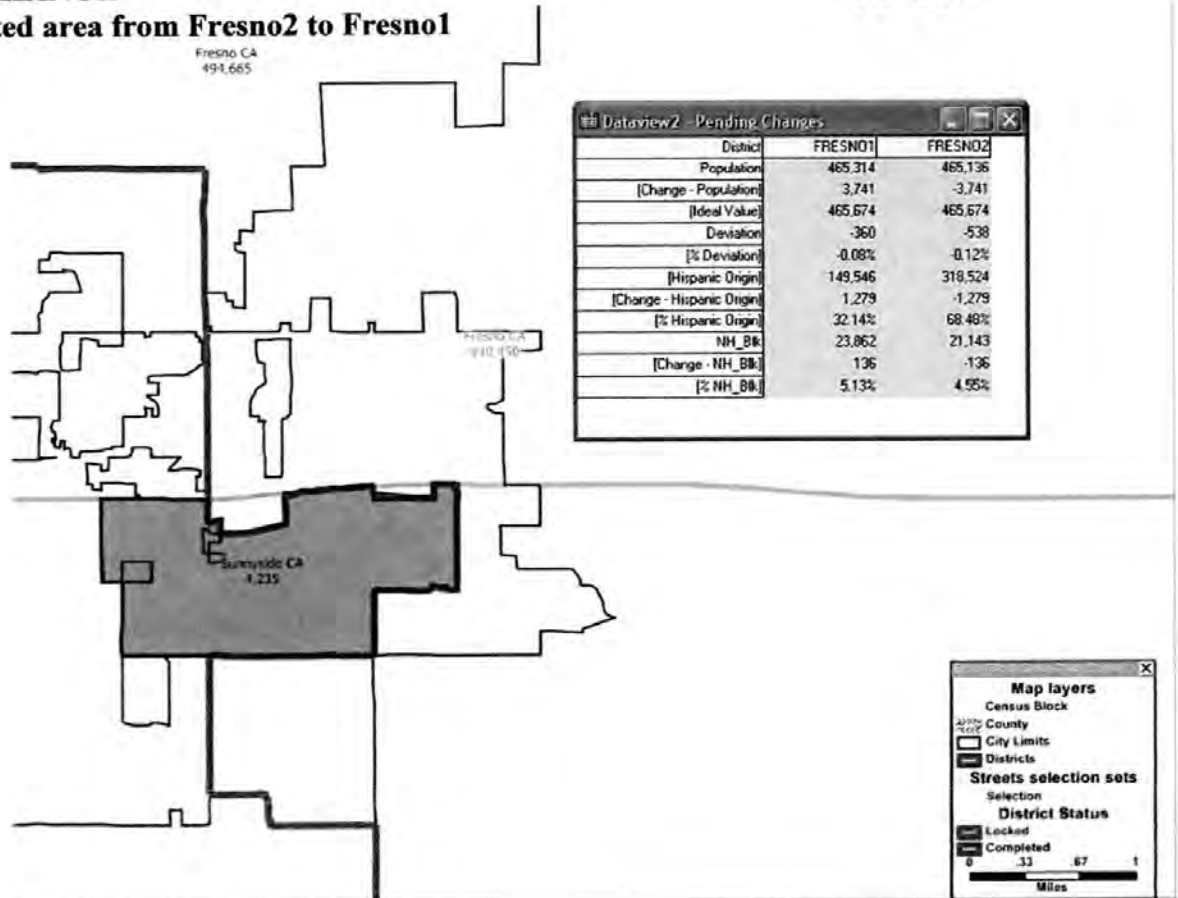 ted area from Fresno2 to Fresno1
Fresno CA
494,665
Dataview2 - Pending Changes
District FRESNO1 FRESNO2
Population 465,314 465,136
[Change - Population] 3,741 -3,741
[Ideal Value] 465,674 465,674
Deviation -360 -538
[% Deviation] -0.08% -0.12%
[Hispanic Origin] 149,546 318,524
[Change - Hispanic Origin] 1,279 -1,279
[% Hispanic Origin] 32.14% 68.48%
NH_Blk 23,862 21,143
[Change - NH_Blk] 136 -136
[% NH_Blk] 5.13% 4.55%
Fresno CA
Sunnyside CA
4,235
Map layers
Census Block
County
City Limits
Districts
Streets selection sets
Selection
District Status
Locked
Completed
0 .33 .67 1
Miles